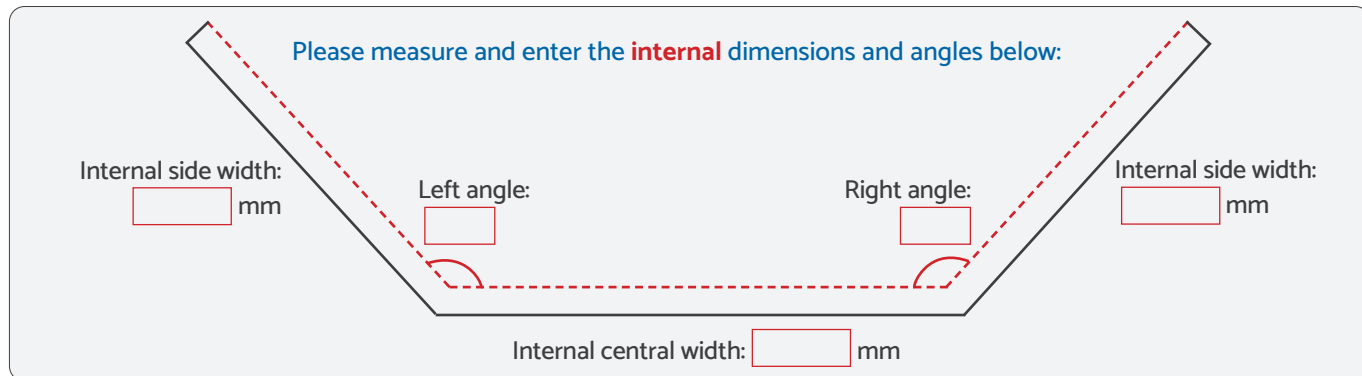 Please measure and enter the internal dimensions and angles below:
Internal side width:
mm
Left angle:
Right angle:
Internal side width:
mm
Internal central width: mm